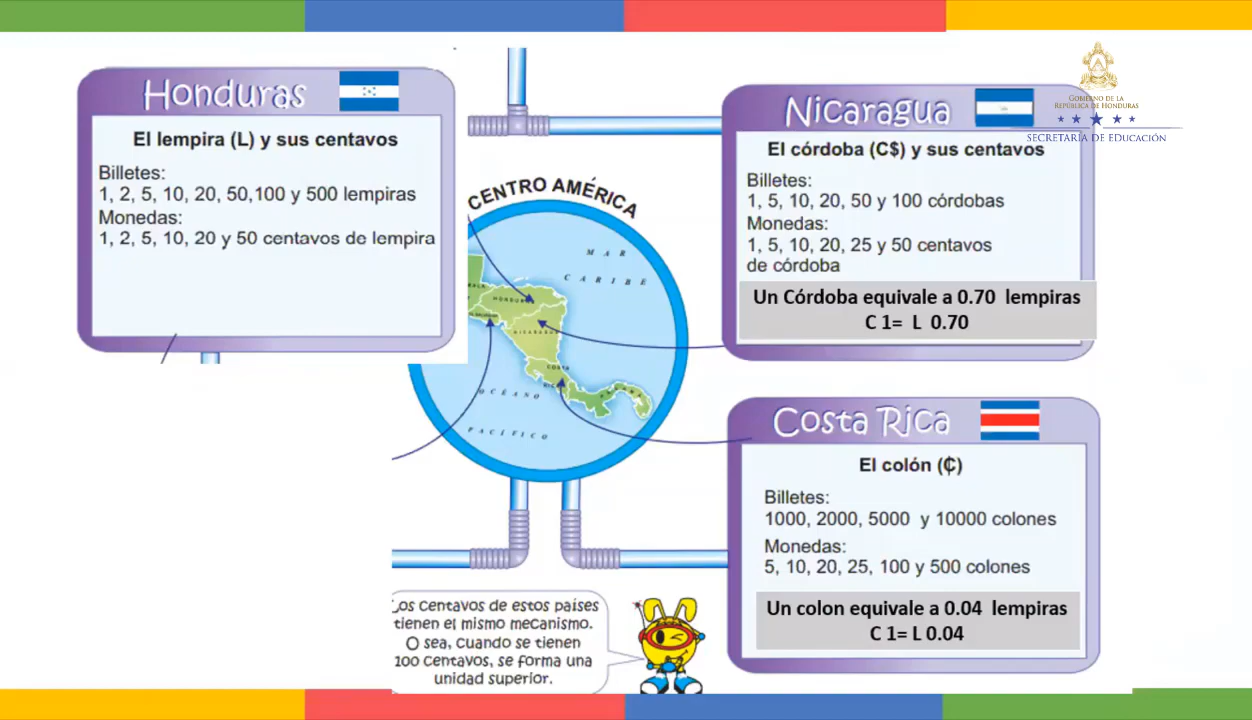 Honduras
El lempira (L) y sus centavos
Billetes:
1, 2, 5, 10, 20, 50,100 y 500 lempiras
Monedas:
1, 2, 5, 10, 20 y 50 centavos de lempira
CENTRO AMÉRICA
MAR
CARIBE
HONDURAS
NICARAGUA
COSTA
RICA
PANAMÁ
OCÉANO
PACÍFICO
Nicaragua
El córdoba (C$) y sus centavos
Billetes:
1, 5, 10, 20, 50 y 100 córdobas
Monedas:
1, 5, 10, 20, 25 y 50 centavos
de córdoba
Un Córdoba equivale a 0.70 lempiras
C 1= L 0.70
GOBIERNO DE LA
REPÚBLICA DE HONDURAS
SECRETARÍA DE EDUCACIÓN
Costa Rica
El colón (₵)
Billetes:
1000, 2000, 5000 y 10000 colones
Monedas:
5, 10, 20, 25, 100 y 500 colones
Un colon equivale a 0.04 lempiras
C 1= L 0.04
Los centavos de estos países
tienen el mismo mecanismo.
O sea, cuando se tienen
100 centavos, se forma una
unidad superior.